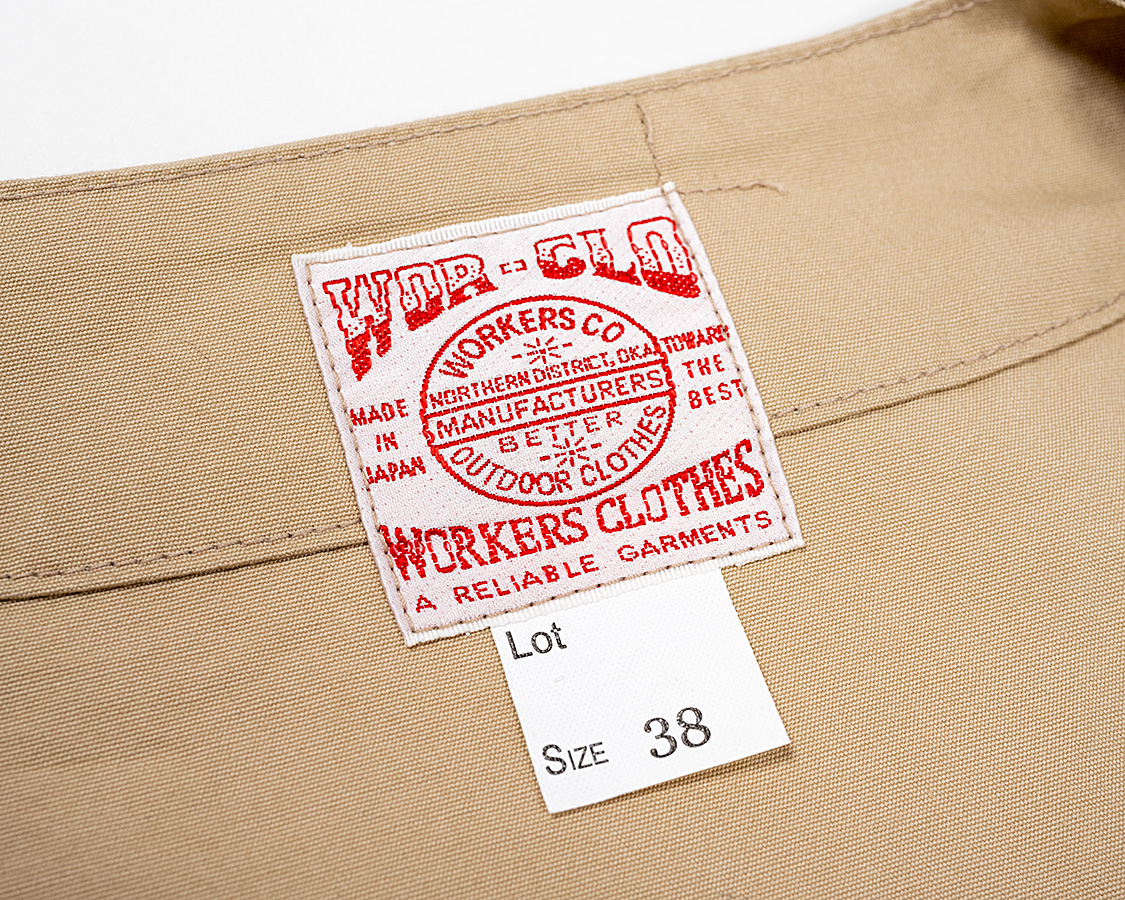 WOR-CLO
WORKERS CO
NORTHERN DISTRICT, OKA.
MANUFACTURERS
BETTER
OUTDOOR CLOTHES
MADE
IN
JAPAN
TOWARD
THE
BEST
WORKERS CLOTHES
A RELIABLE GARMENTS
Lot
SIZE 38